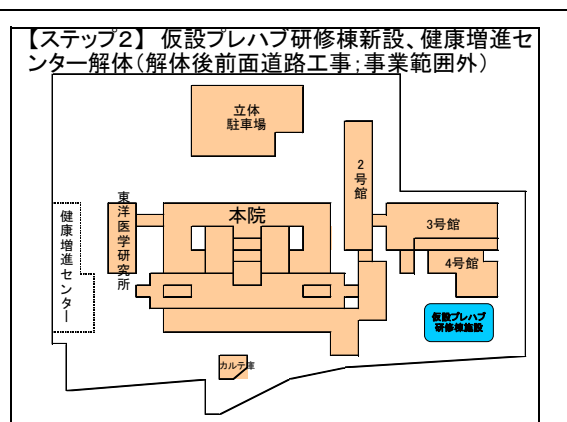 【ステップ２】 仮設プレハブ研修棟新設、健康増進セ
ンター解体(解体後前面道路工事；事業範囲外)
立体
駐車場
2号館
東洋医学研究所
本院
3号館
健康増進センター
4号館
仮設プレハブ
研修棟施設
カルテ庫